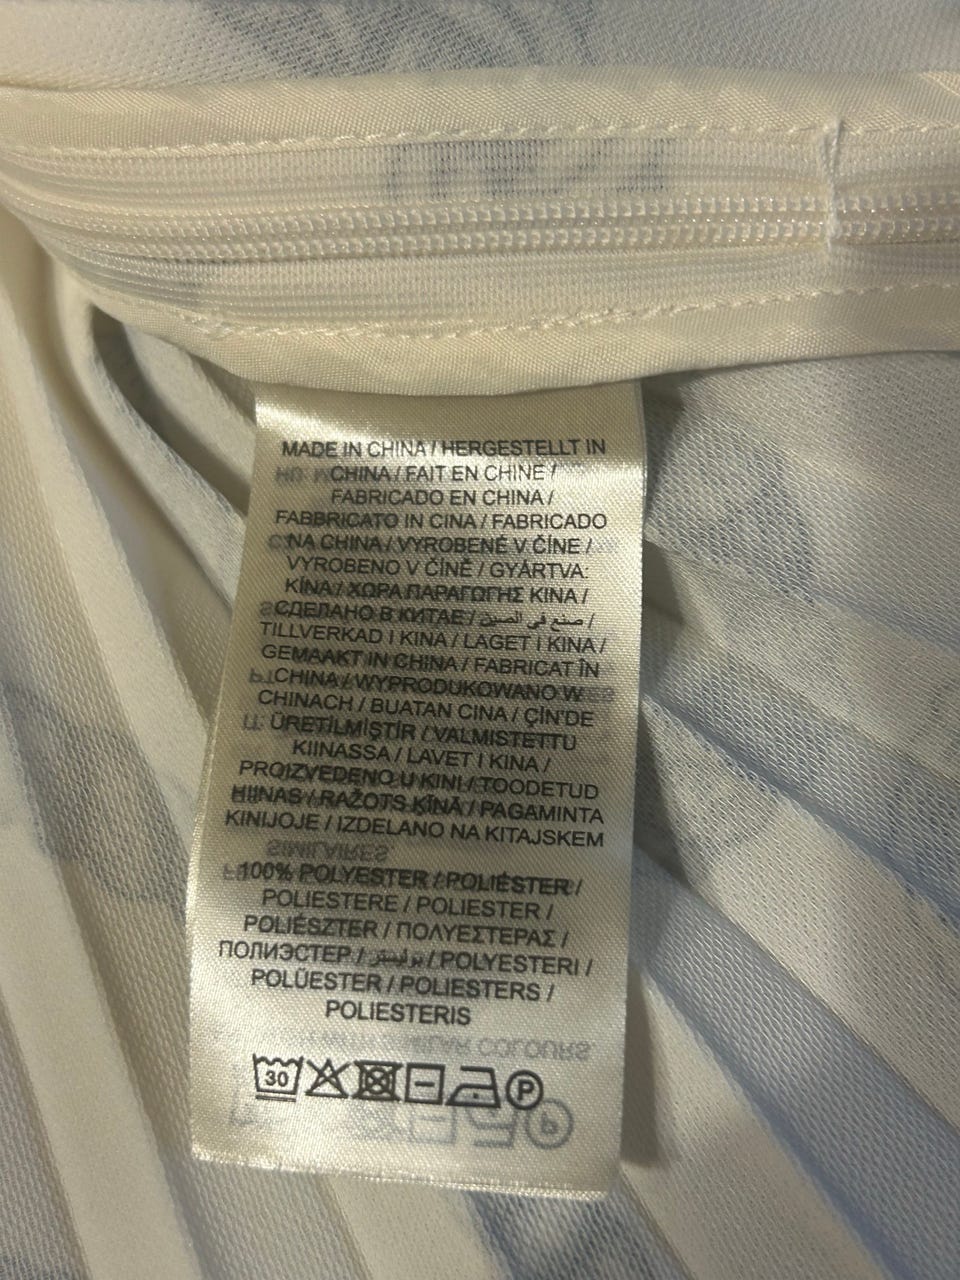 MADE IN CHINA / HERGESTELLT IN
CHINA / FAIT EN CHINE /
FABRICADO EN CHINA /
FABBRICATO IN CINA / FABRICADO
NA CHINA / VYROBENÉ V ČÍNE /
VYROBENO V ČÍNĚ / GYÁRTVA:
KÍNA / ΧΩΡΑ ΠΑΡΑΓΩΓΗΣ ΚΙΝΑ /
СДЕЛАНО В КИТАЕ / صنع في الصين /
TILLVERKAD I KINA / LAGET I KINA /
GEMAAKT IN CHINA / FABRICAT ÎN
CHINA / WYPRODUKOWANO W
CHINACH / BUATAN CINA / ÇİN'DE
ÜRETİLMİŞTİR / VALMISTETTU
KIINASSA / LAVET I KINA /
PROIZVEDENO U KINI / TOODETUD
HIINAS / RAŽOTS ĶĪNĀ / PAGAMINTA
KINIJOJE / IZDELANO NA KITAJSKEM
100% POLYESTER / POLIÉSTER /
POLIESTERE / POLIESTER /
POLIÉSZTER / ΠΟΛΥΕΣΤΕΡΑΣ /
ПОЛИЭСТЕР / بوليستر / POLYESTERI /
POLÜESTER / POLIESTERS /
POLIESTERIS
30 P